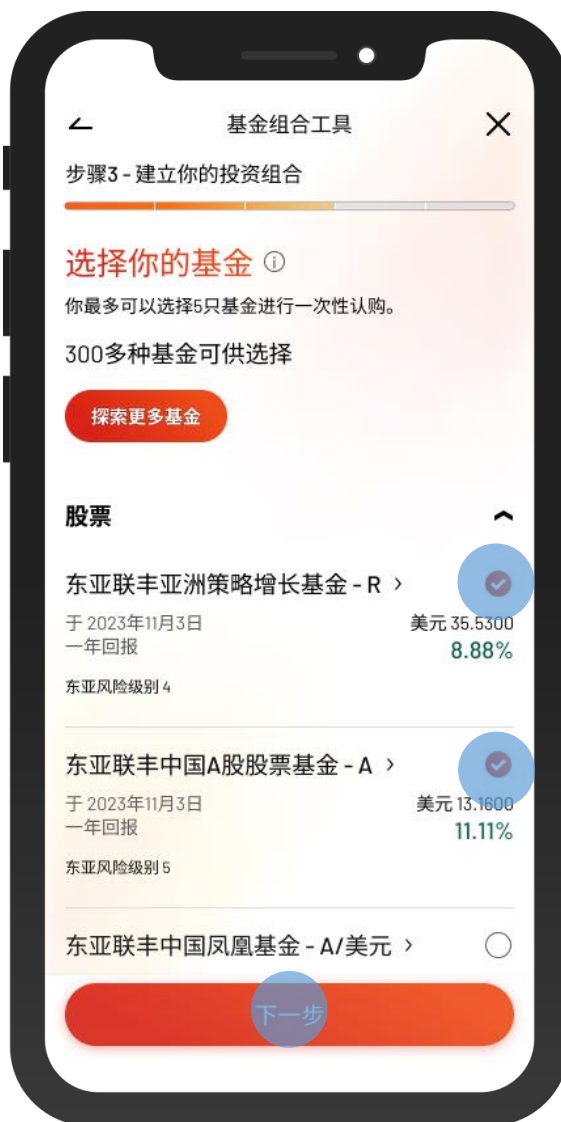 基金组合工具
步骤3 - 建立你的投资组合
选择你的基金
你最多可以选择5只基金进行一次性认购。
300多种基金可供选择
探索更多基金
股票
东亚联丰亚洲策略增长基金 - R
于 2023年11月3日 美元 35.5300
一年回报 8.88%
东亚风险级别 4
东亚联丰中国A股股票基金 - A
于 2023年11月3日 美元 13.1600
一年回报 11.11%
东亚风险级别 5
东亚联丰中国凤凰基金 - A/美元
下一步